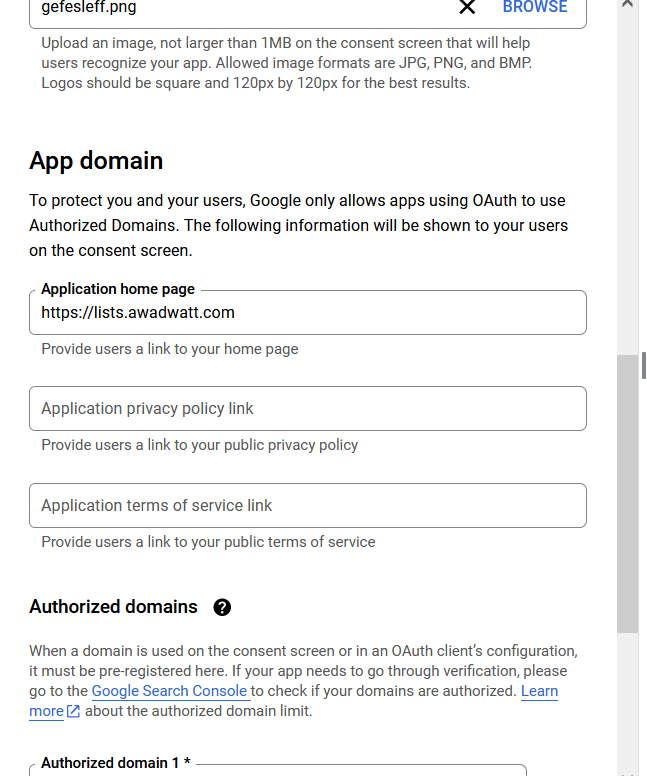 gefesleff.png
BROWSE
Upload an image, not larger than 1MB on the consent screen that will help
users recognize your app. Allowed image formats are JPG, PNG, and BMP.
Logos should be square and 120px by 120px for the best results.
App domain
To protect you and your users, Google only allows apps using OAuth to use
Authorized Domains. The following information will be shown to your users
on the consent screen.
Application home page
https://lists.awadwatt.com
Provide users a link to your home page
Application privacy policy link
Provide users a link to your public privacy policy
Application terms of service link
Provide users a link to your public terms of service
Authorized domains
When a domain is used on the consent screen or in an OAuth client’s configuration,
it must be pre-registered here. If your app needs to go through verification, please
go to the Google Search Console to check if your domains are authorized. Learn
more about the authorized domain limit.
Authorized domain 1 *